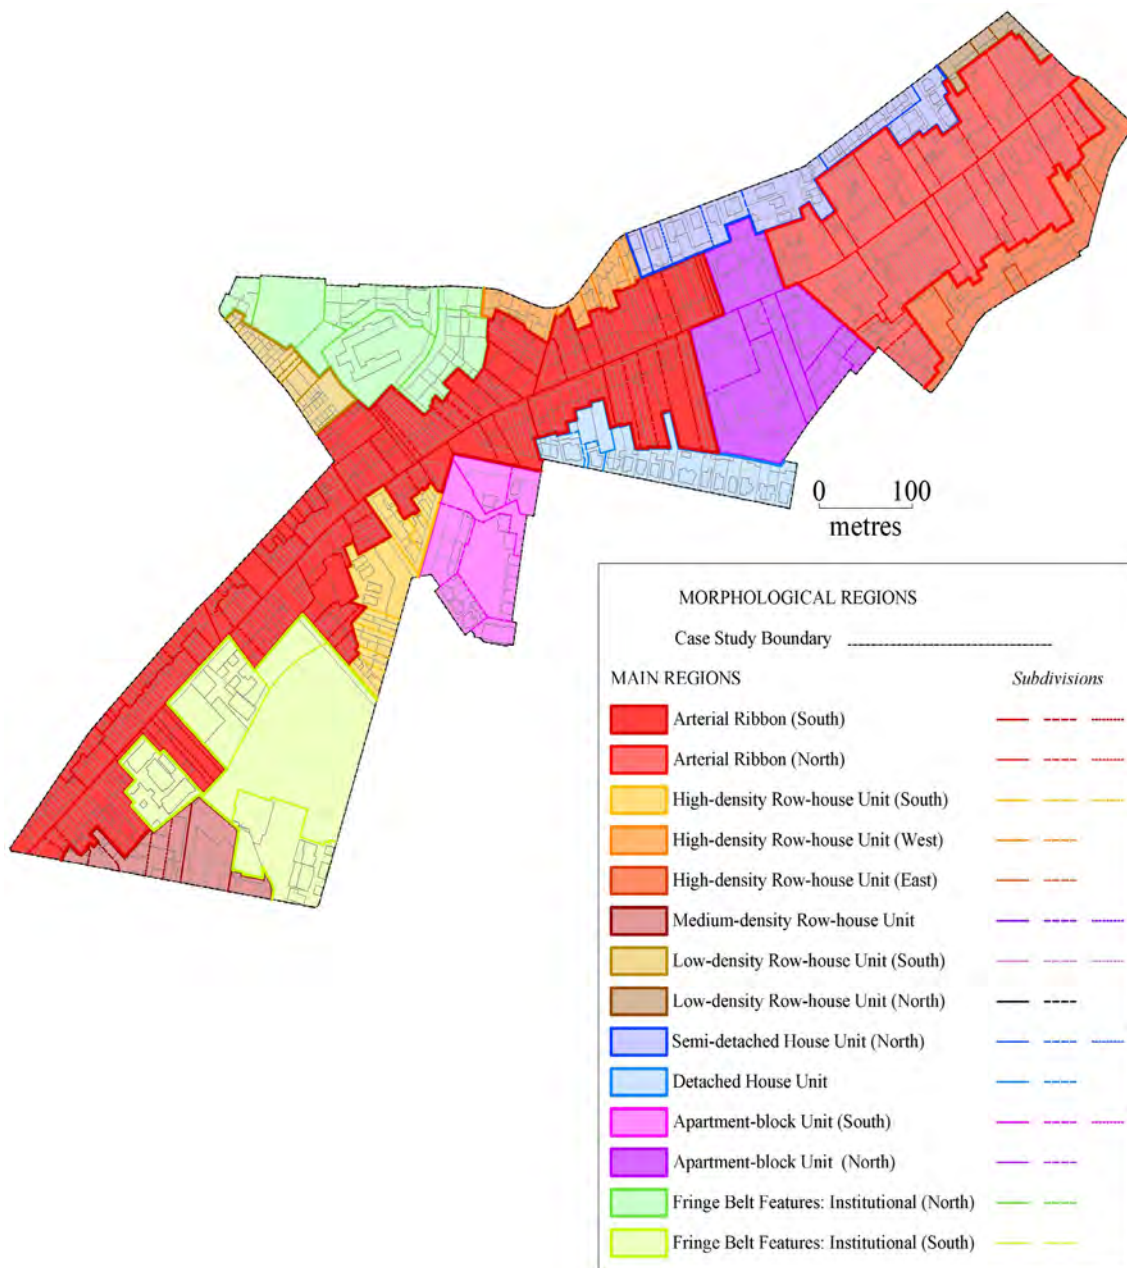 0 100
metres
MORPHOLOGICAL REGIONS
Case Study Boundary
MAIN REGIONS Subdivisions
Arterial Ribbon (South)
Arterial Ribbon (North)
High-density Row-house Unit (South)
High-density Row-house Unit (West)
High-density Row-house Unit (East)
Medium-density Row-house Unit
Low-density Row-house Unit (South)
Low-density Row-house Unit (North)
Semi-detached House Unit (North)
Detached House Unit
Apartment-block Unit (South)
Apartment-block Unit (North)
Fringe Belt Features: Institutional (North)
Fringe Belt Features: Institutional (South)